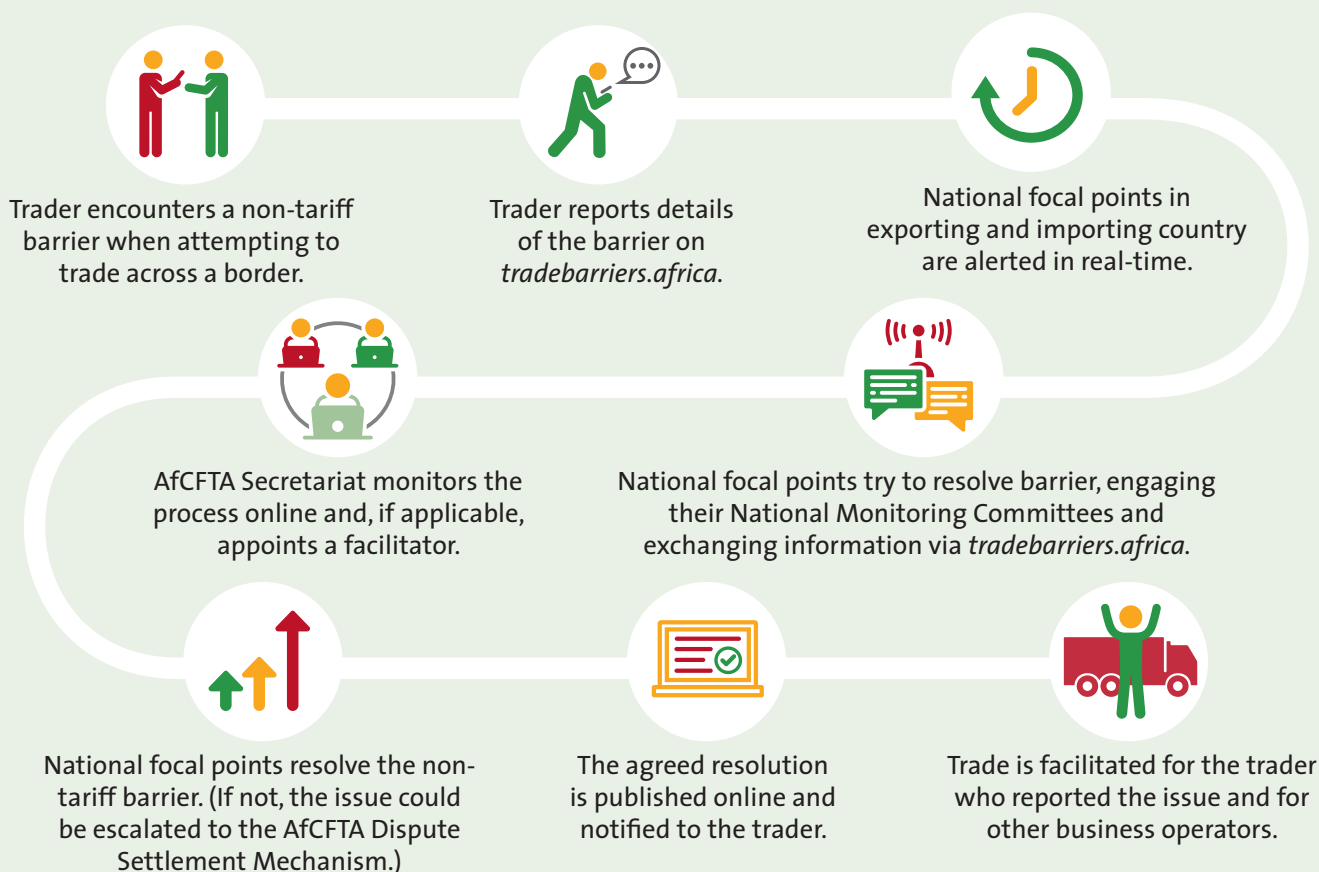 Trader encounters a non-tariff
barrier when attempting to
trade across a border.
Trader reports details
of the barrier on
tradebarriers.africa.
National focal points in
exporting and importing country
are alerted in real-time.
National focal points try to resolve barrier, engaging
their National Monitoring Committees and
exchanging information via tradebarriers.africa.
AfCFTA Secretariat monitors the
process online and, if applicable,
appoints a facilitator.
National focal points resolve the non-
tariff barrier. (If not, the issue could
be escalated to the AfCFTA Dispute
Settlement Mechanism.)
The agreed resolution
is published online and
notified to the trader.
Trade is facilitated for the trader
who reported the issue and for
other business operators.